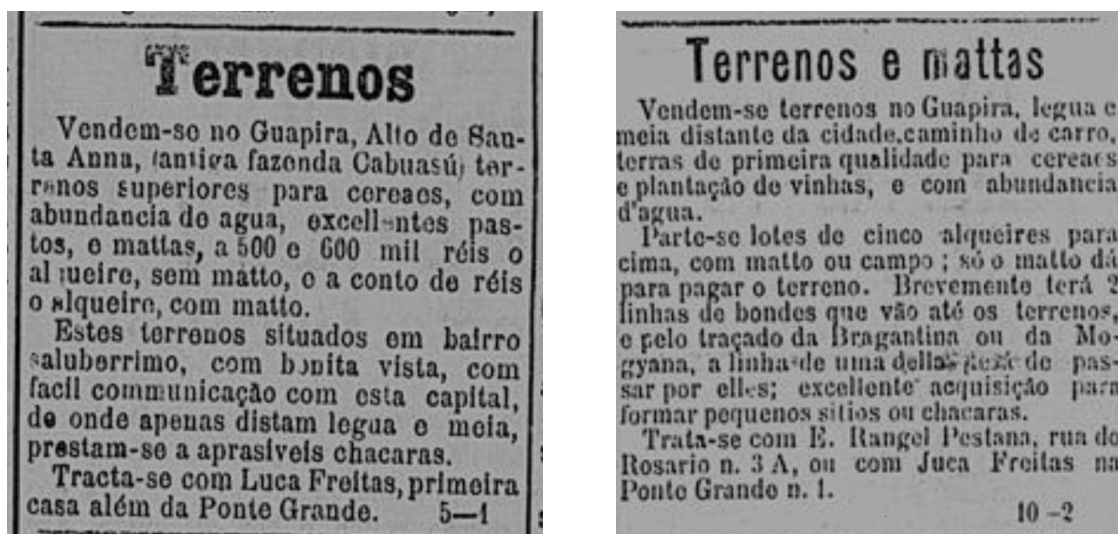 Terrenos
Vendem-se no Guapira, Alto de San-
ta Anna, (antiga fazenda Cabuasú) ter-
renos superiores para cereaes, com
abundancia de agua, excellentes pas-
tos, e mattas, a 500 e 600 mil réis o
alqueire, sem matto, e a conto de réis
o alqueire, com matto.
Estes terrenos situados em bairro
saluberrimo, com bonita vista, com
facil communicação com esta capital,
de onde apenas distam legua e meia,
prestam-se a aprasiveis chacaras.
Tracta-se com Luca Freitas, primeira
casa além da Ponte Grande. 5—1
Terrenos e mattas
Vendem-se terrenos no Guapira, legua e
meia distante da cidade, caminho de carro,
terras de primeira qualidade para cereaes
e plantação de vinhas, e com abundancia
d'agua.
Parte-se lotes de cinco alqueires para
cima, com matto ou campo ; só o matto dá
para pagar o terreno. Brevemente terá 2
linhas de bondes que vão até os terrenos,
e pelo traçado da Bragantina ou da Mo-
gyana, a linha de uma dellas de pas-
sar por elles; excellente acquisição para
formar pequenos sitios ou chacaras.
Trata-se com E. Rangel Pestana, rua do
Rosario n. 3 A, ou com Juca Freitas na
Ponte Grande n. 1.
10-2